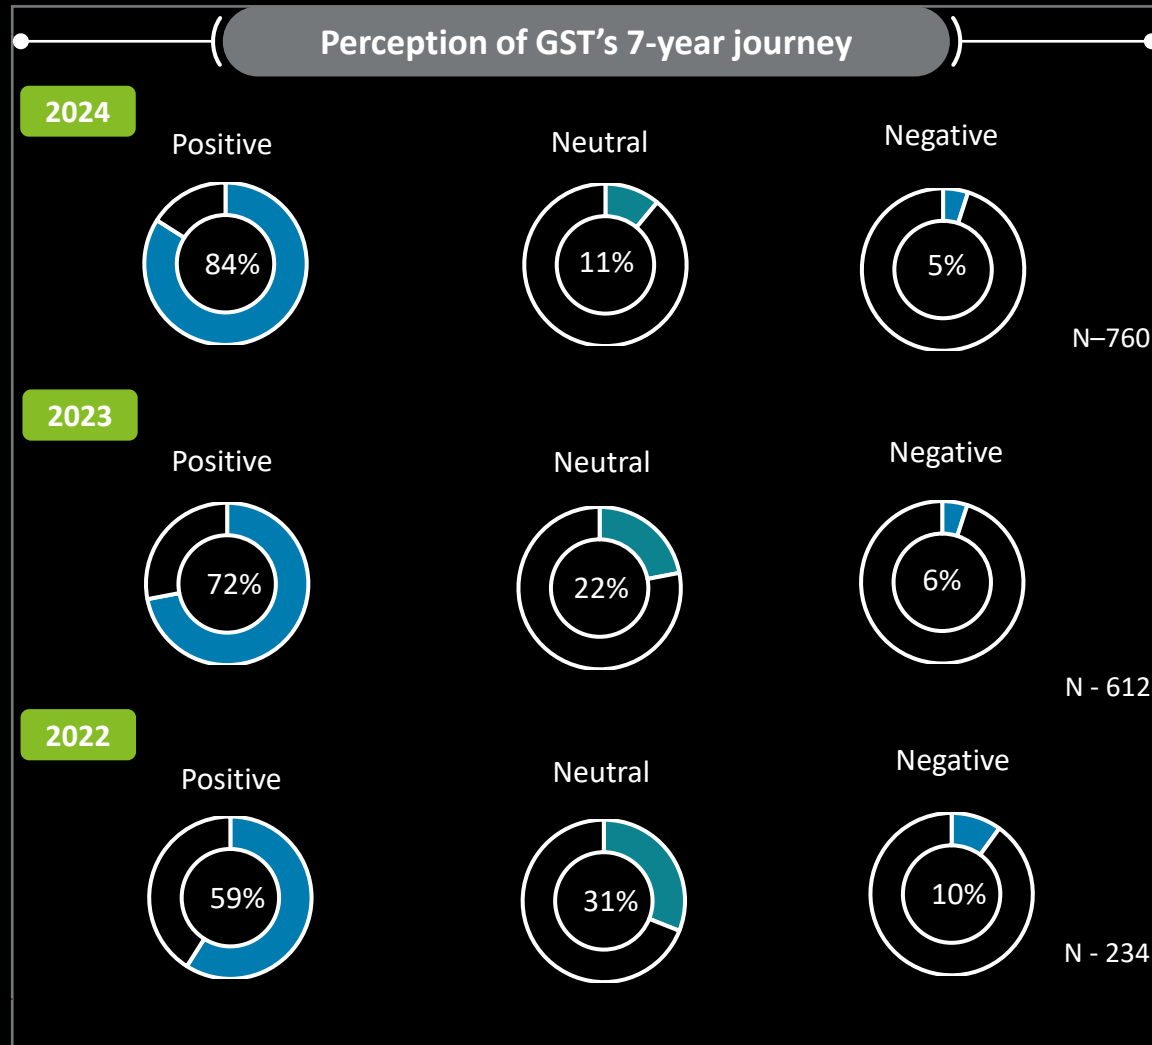 Perception of GST’s 7-year journey
2024
Positive
Neutral
Negative
84%
11%
5%
N–760
2023
Positive
Neutral
Negative
72%
22%
6%
N - 612
2022
Positive
Neutral
Negative
59%
31%
10%
N - 234